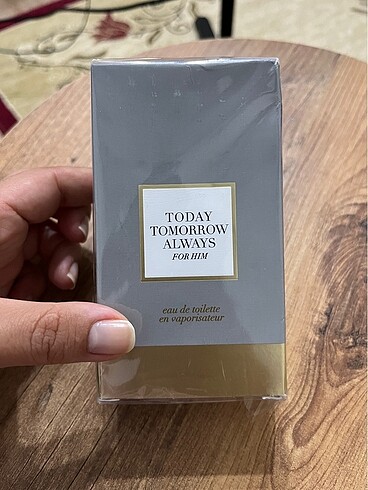 TODAY
TOMORROW
ALWAYS
FOR HIM
eau de toilette
en vaporisateur